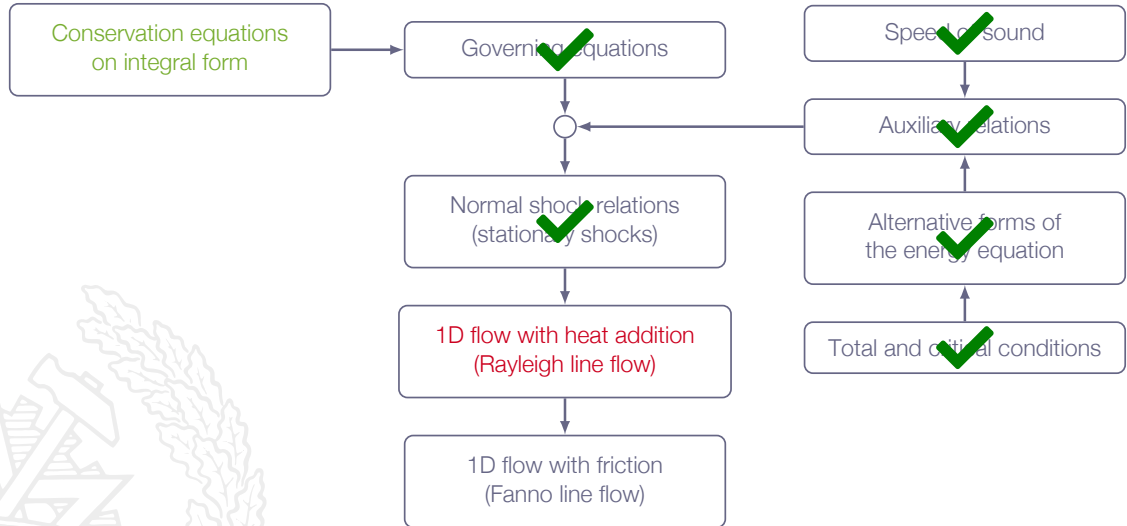 Conservation equations
on integral form
Governing equations
Speed of sound
Auxiliary relations
Normal shock relations
(stationary shocks)
Alternative forms of
the energy equation
1D flow with heat addition
(Rayleigh line flow)
Total and critical conditions
1D flow with friction
(Fanno line flow)